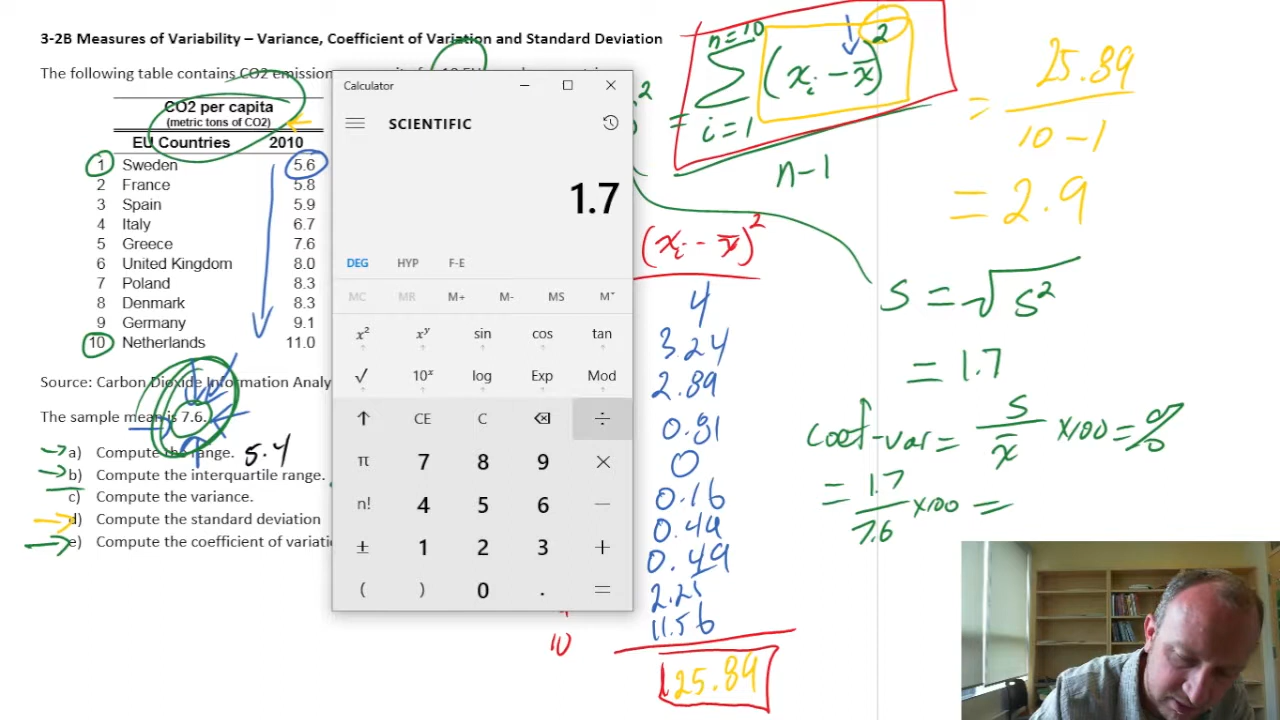 3-2B Measures of Variability – Variance, Coefficient of Variation and Standard Deviation
The following table contains CO2 emission
CO2 per capita
(metric tons of CO2)
EU Countries 2010
1 Sweden 5.6
2 France 5.8
3 Spain 5.9
4 Italy 6.7
5 Greece 7.6
6 United Kingdom 8.0
7 Poland 8.3
8 Denmark 8.3
9 Germany 9.1
10 Netherlands 11.0
Source: Carbon Dioxide Information Analy
The sample mean is 7.6.
a) Compute the range. 5.4
b) Compute the interquartile range.
c) Compute the variance.
d) Compute the standard deviation
e) Compute the coefficient of variati
Calculator
SCIENTIFIC
1.7
DEG HYP F-E
MC MR M+ M- MS M˅
x² xʸ sin cos tan
√ 10ˣ log Exp Mod
↑ CE C ⌫ ÷
π 7 8 9 ×
n! 4 5 6 −
± 1 2 3 +
( ) 0 . =
n=10
= Σ (xᵢ - x̄)²
i=1
n-1
(xᵢ - x̄)²
4
3.24
2.89
0.81
0
0.16
0.49
0.49
2.25
11.56
10
25.89
= 25.89
10-1
= 2.9
s = √s²
= 1.7
coef-var = s/x̄ x100 = %
= 1.7/7.6 x100 =